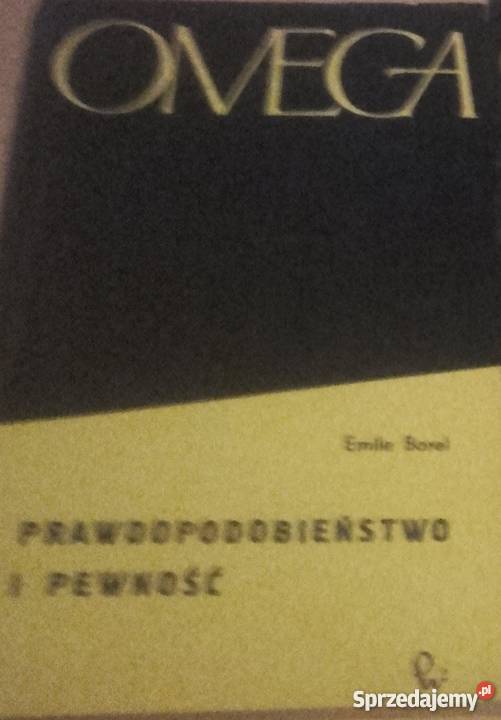 OMEGA
Emile Borel
PRAWDOPODOBIEŃSTWO
I PEWNOŚĆ
Sprzedajemy.pl